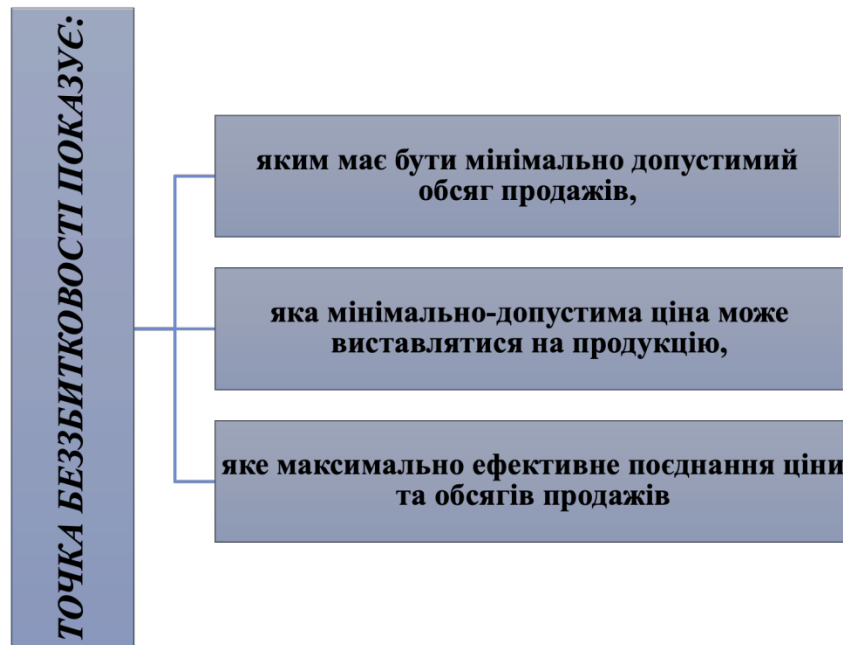 ТОЧКА БЕЗЗБИТКОВОСТІ ПОКАЗУЄ:
яким має бути мінімально допустимий
обсяг продажів,
яка мінімально-допустима ціна може
виставлятися на продукцію,
яке максимально ефективне поєднання ціни
та обсягів продажів